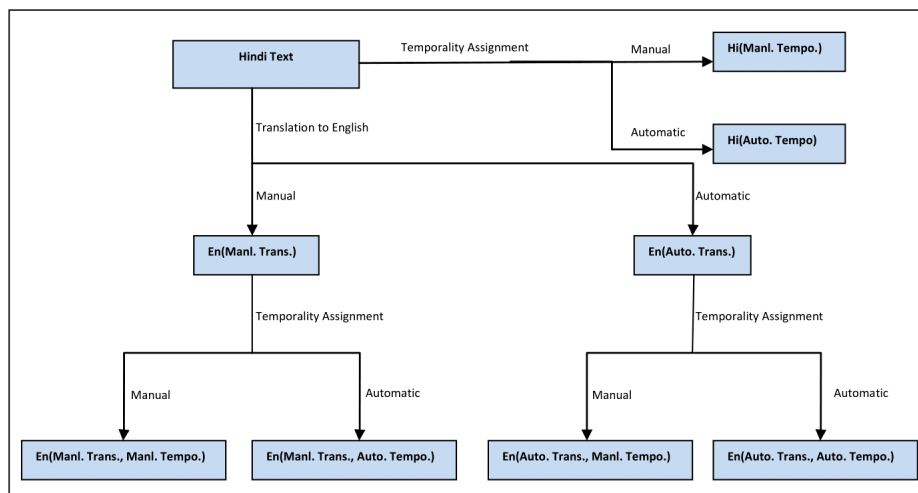 Hindi Text
Temporality Assignment
Manual
Hi(Manl. Tempo.)
Automatic
Hi(Auto. Tempo)
Translation to English
Manual
Automatic
En(Manl. Trans.)
En(Auto. Trans.)
Temporality Assignment
Temporality Assignment
Manual
Automatic
Manual
Automatic
En(Manl. Trans., Manl. Tempo.)
En(Manl. Trans., Auto. Tempo.)
En(Auto. Trans., Manl. Tempo.)
En(Auto. Trans., Auto. Tempo.)